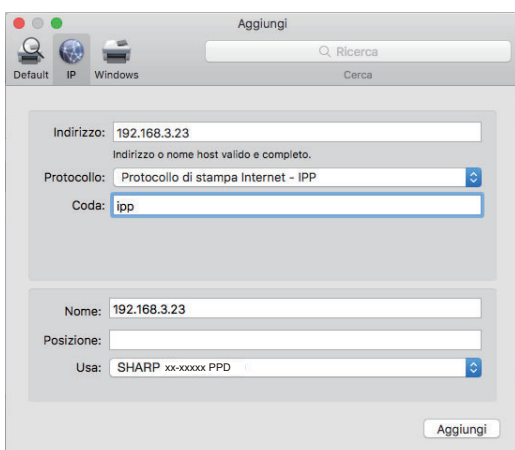 Aggiungi
Ricerca
Default IP Windows Cerca
Indirizzo: 192.168.3.23
Indirizzo o nome host valido e completo.
Protocollo: Protocollo di stampa Internet - IPP
Coda: ipp
Nome: 192.168.3.23
Posizione:
Usa: SHARP xx-xxxxx PPD
Aggiungi